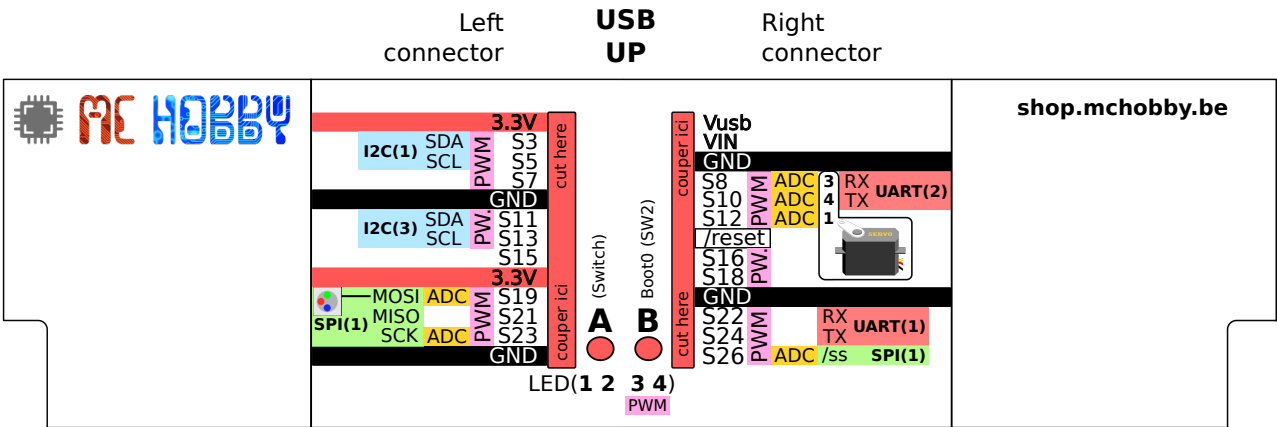 Left
connector
USB
UP
Right
connector
MC HOBBY
shop.mchobby.be
3.3V
I2C(1) SDA PWM S3
SCL S5
S7
GND
I2C(3) SDA PW. S11
SCL S13
S15
3.3V
SPI(1) MOSI ADC PWM S19
MISO S21
SCK ADC S23
GND
cut here
couper ici
(Switch)
A
Boot0 (SW2)
B
LED(1 2 3 4)
PWM
couper ici
cut here
Vusb
VIN
GND
S8 PWM ADC 3 RX UART(2)
S10 ADC 4 TX
S12 ADC 1
SERVO
/reset
S16 PW.
S18
GND
S22 PWM RX UART(1)
S24 TX
S26 ADC /ss SPI(1)